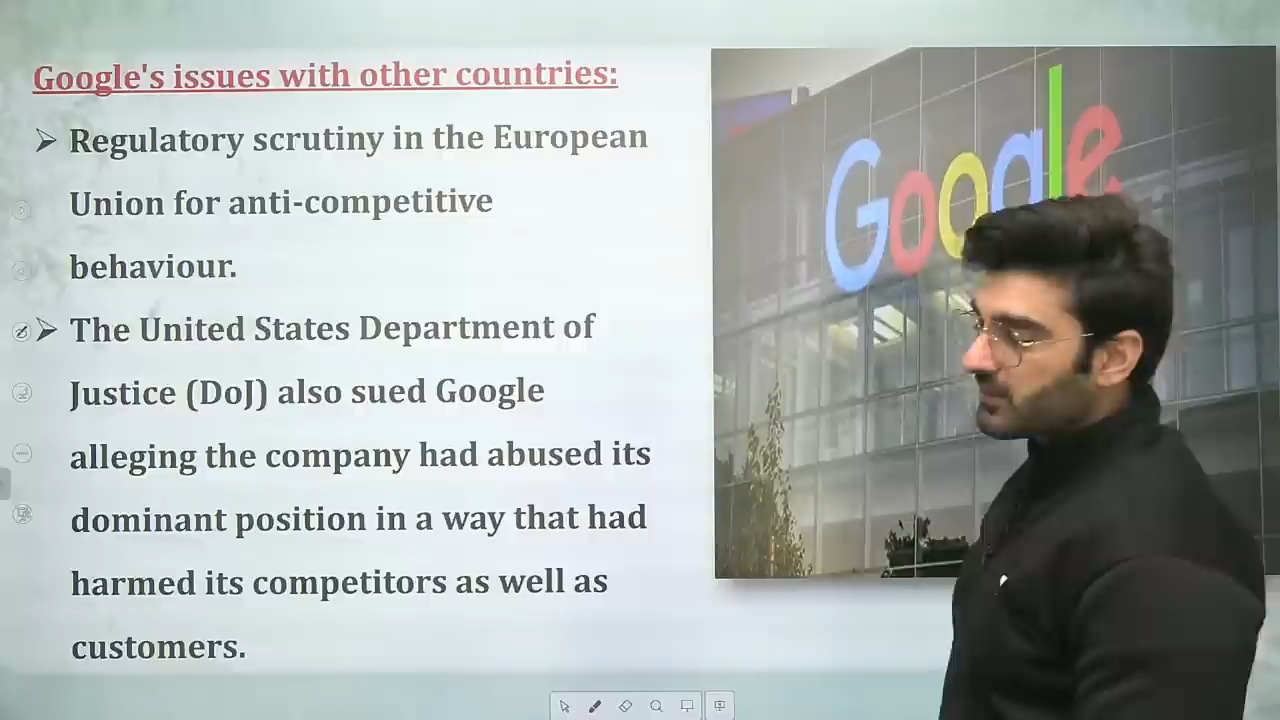 Google's issues with other countries:
➢ Regulatory scrutiny in the European
Union for anti-competitive
behaviour.
➢ The United States Department of
Justice (DoJ) also sued Google
alleging the company had abused its
dominant position in a way that had
harmed its competitors as well as
customers.
Google